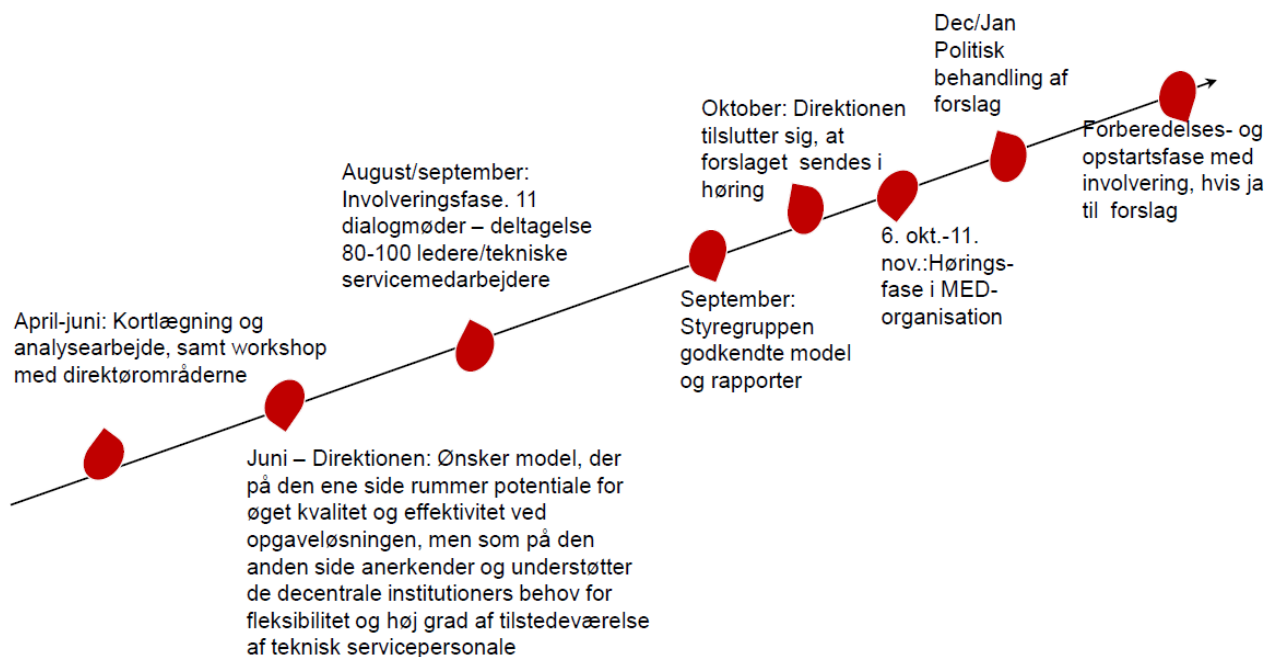 April-juni: Kortlægning og
analysearbejde, samt workshop
med direktørområderne
Juni – Direktionen: Ønsker model, der
på den ene side rummer potentiale for
øget kvalitet og effektivitet ved
opgaveløsningen, men som på den
anden side anerkender og understøtter
de decentrale institutioners behov for
fleksibilitet og høj grad af tilstedeværelse
af teknisk servicepersonale
August/september:
Involveringsfase. 11
dialogmøder – deltagelse
80-100 ledere/tekniske
servicemedarbejdere
September:
Styregruppen
godkendte model
og rapporter
Oktober: Direktionen
tilslutter sig, at
forslaget sendes i
høring
6. okt.-11.
nov.:Hørings-
fase i MED-
organisation
Dec/Jan
Politisk
behandling af
forslag
Forberedelses- og
opstartsfase med
involvering, hvis ja
til forslag